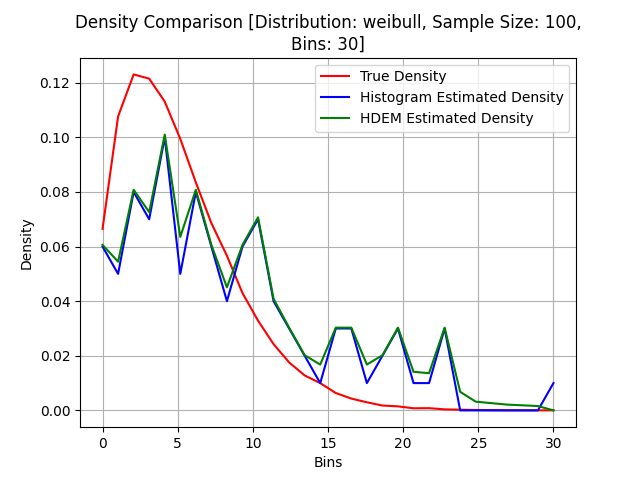 Density Comparison [Distribution: weibull, Sample Size: 100,
Bins: 30]
True Density
Histogram Estimated Density
HDEM Estimated Density
Density
0.12
0.10
0.08
0.06
0.04
0.02
0.00
0 5 10 15 20 25 30
Bins